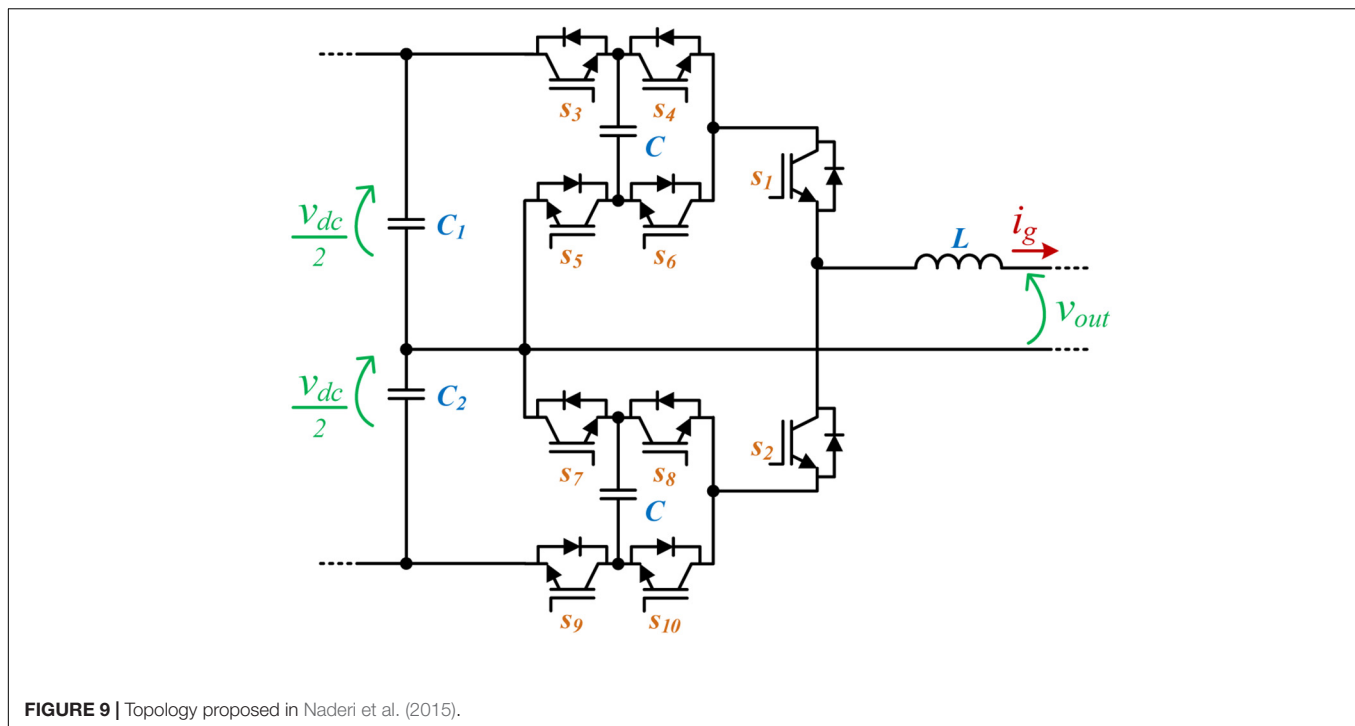 s3
s4
C
s1
vdc
2
C1
s5
s6
L
ig
vout
vdc
2
C2
s7
s8
s2
C
s9
s10
FIGURE 9 | Topology proposed in Naderi et al. (2015).